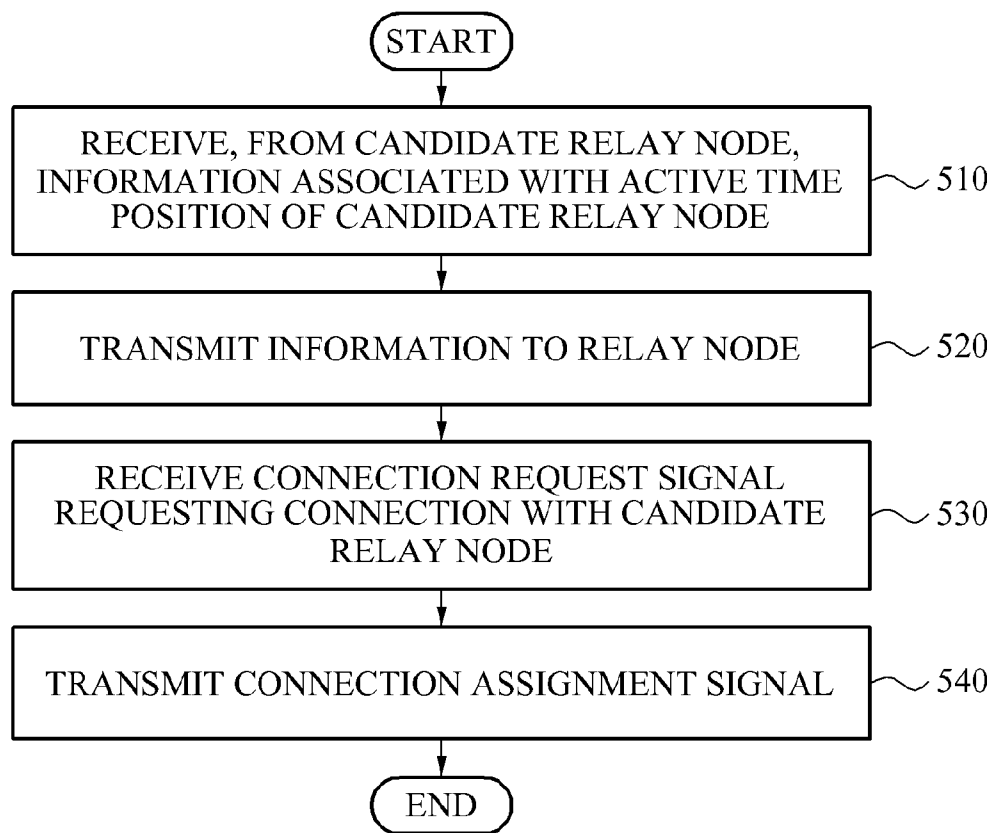 START
RECEIVE, FROM CANDIDATE RELAY NODE,
INFORMATION ASSOCIATED WITH ACTIVE TIME
POSITION OF CANDIDATE RELAY NODE
510
TRANSMIT INFORMATION TO RELAY NODE
520
RECEIVE CONNECTION REQUEST SIGNAL
REQUESTING CONNECTION WITH CANDIDATE
RELAY NODE
530
TRANSMIT CONNECTION ASSIGNMENT SIGNAL
540
END